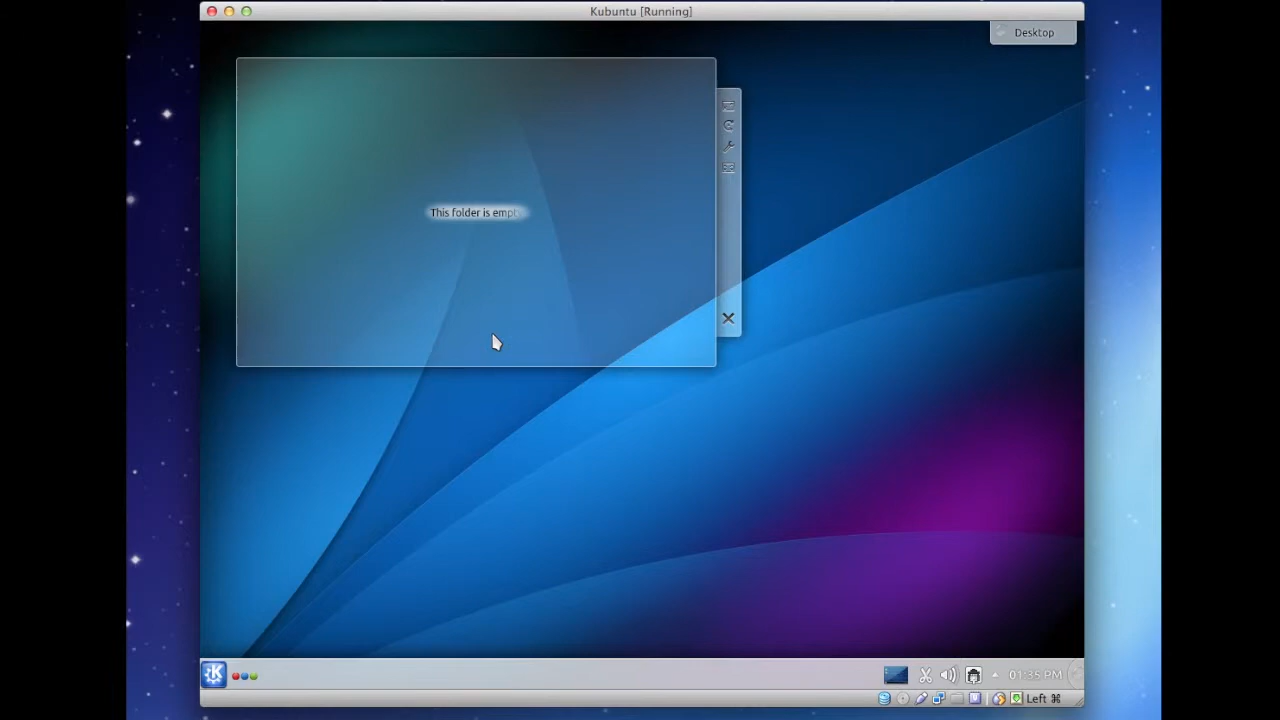 Kubuntu [Running]
Desktop
This folder is empt
01:35 PM
Left ⌘